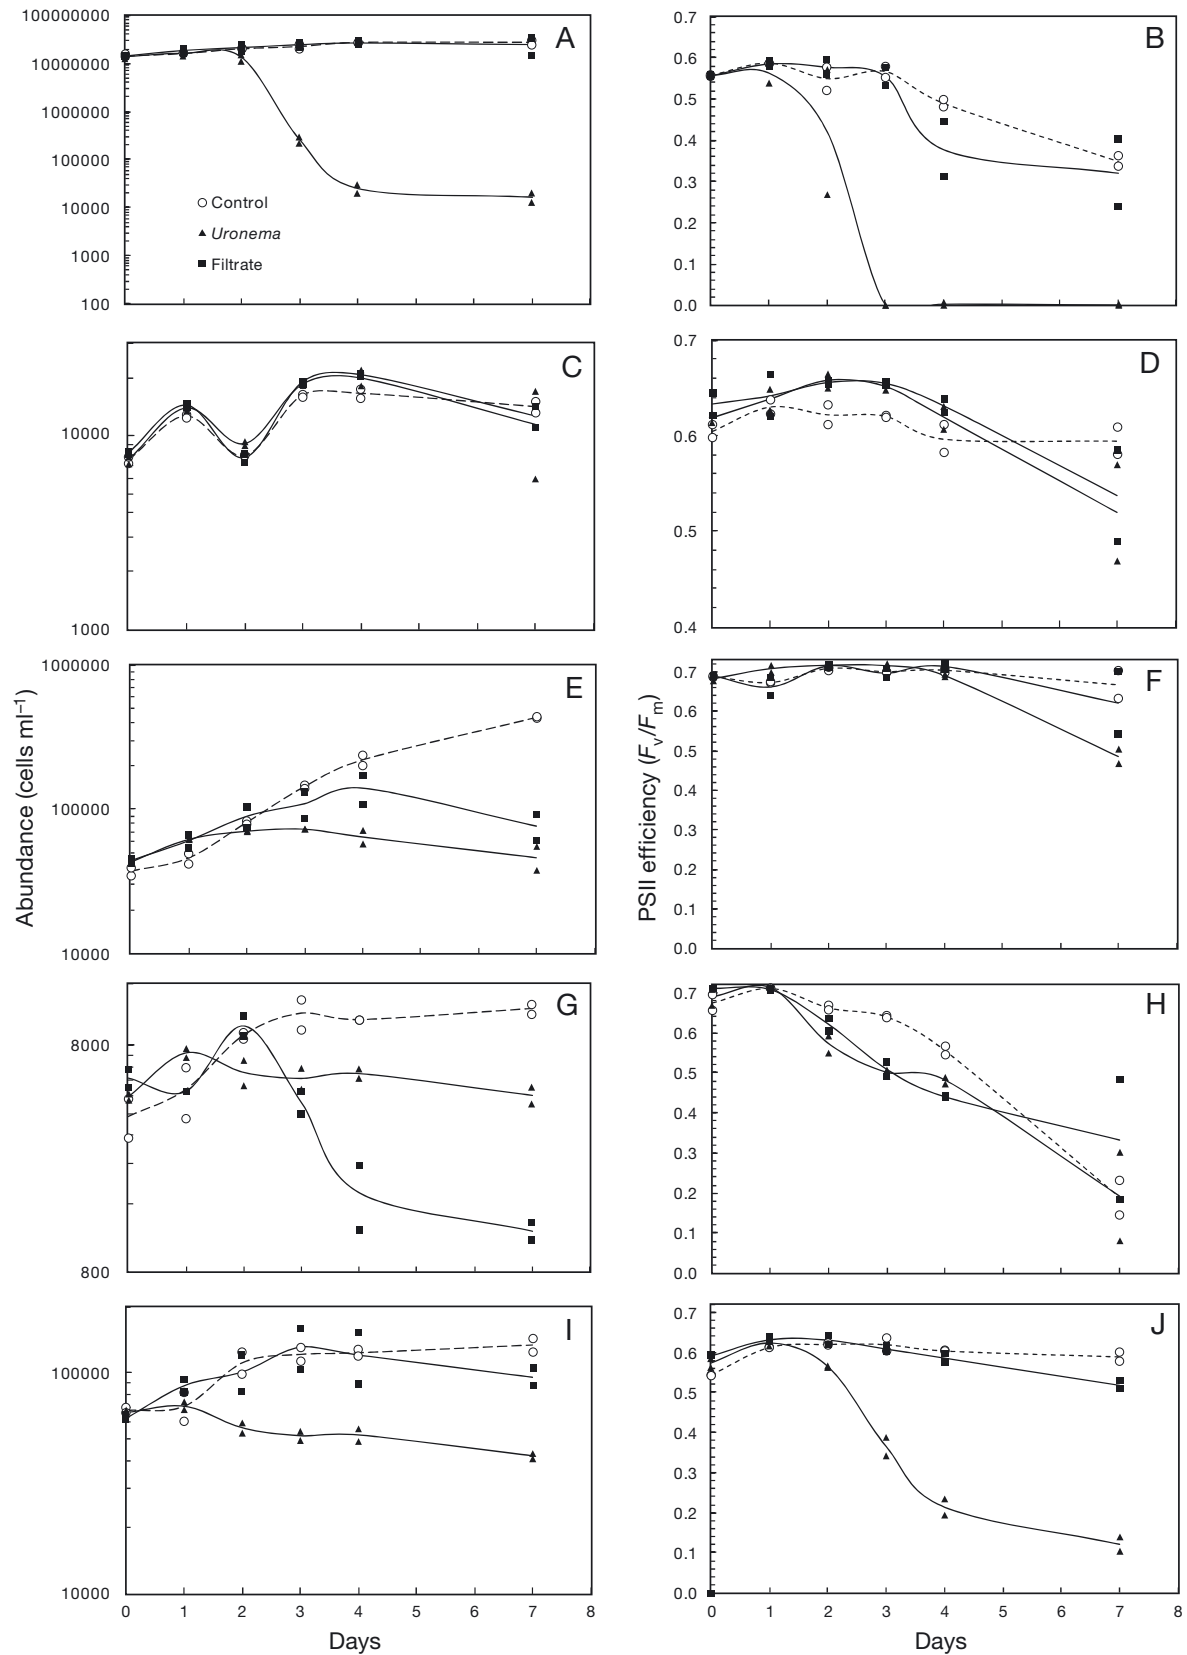 A
100000000
10000000
1000000
100000
10000
1000
100
Control
Uronema
Filtrate
B
0.7
0.6
0.5
0.4
0.3
0.2
0.1
0.0
C
10000
1000
D
0.7
0.6
0.5
0.4
E
1000000
100000
10000
F
0.7
0.6
0.5
0.4
0.3
0.2
0.1
0.0
Abundance (cells ml⁻¹)
PSII efficiency (Fv/Fm)
G
8000
800
H
0.7
0.6
0.5
0.4
0.3
0.2
0.1
0.0
I
100000
10000
0 1 2 3 4 5 6 7 8
Days
J
0.7
0.6
0.5
0.4
0.3
0.2
0.1
0.0
0 1 2 3 4 5 6 7 8
Days